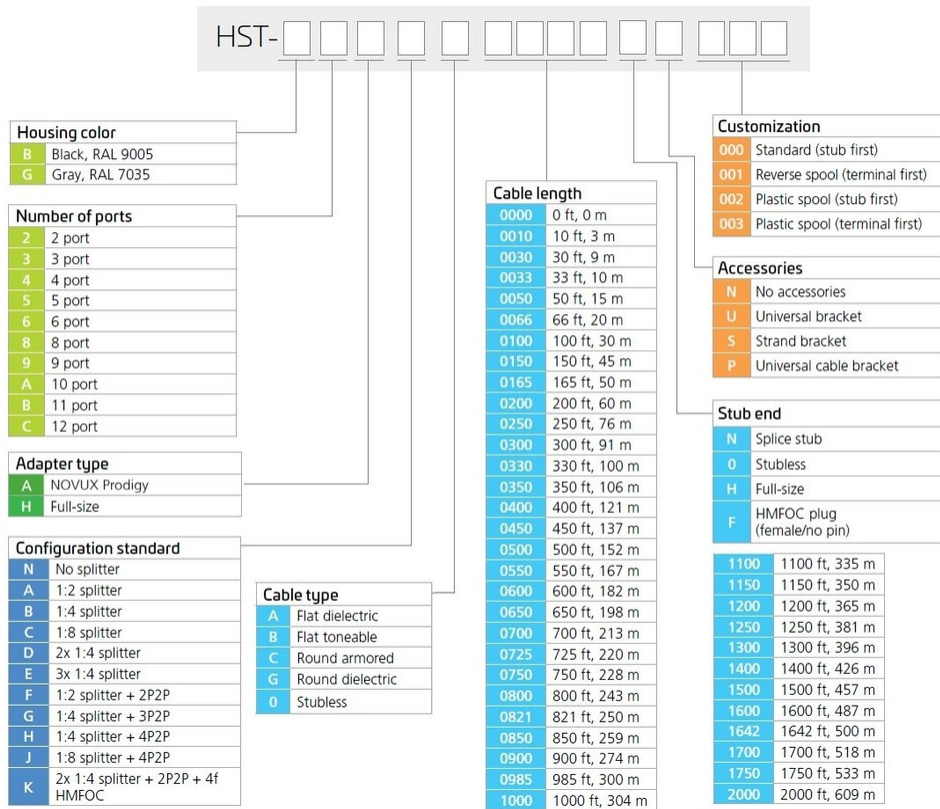 HST-
Housing color
B Black, RAL 9005
G Gray, RAL 7035
Number of ports
2 2 port
3 3 port
4 4 port
5 5 port
6 6 port
8 8 port
9 9 port
A 10 port
B 11 port
C 12 port
Adapter type
A NOVUX Prodigy
H Full-size
Configuration standard
N No splitter
A 1:2 splitter
B 1:4 splitter
C 1:8 splitter
D 2x 1:4 splitter
E 3x 1:4 splitter
F 1:2 splitter + 2P2P
G 1:4 splitter + 3P2P
H 1:4 splitter + 4P2P
J 1:8 splitter + 4P2P
K 2x 1:4 splitter + 2P2P + 4f
HMFOC
Cable type
A Flat dielectric
B Flat toneable
C Round armored
G Round dielectric
0 Stubless
Cable length
0000 0 ft, 0 m
0010 10 ft, 3 m
0030 30 ft, 9 m
0033 33 ft, 10 m
0050 50 ft, 15 m
0066 66 ft, 20 m
0100 100 ft, 30 m
0150 150 ft, 45 m
0165 165 ft, 50 m
0200 200 ft, 60 m
0250 250 ft, 76 m
0300 300 ft, 91 m
0330 330 ft, 100 m
0350 350 ft, 106 m
0400 400 ft, 121 m
0450 450 ft, 137 m
0500 500 ft, 152 m
0550 550 ft, 167 m
0600 600 ft, 182 m
0650 650 ft, 198 m
0700 700 ft, 213 m
0725 725 ft, 220 m
0750 750 ft, 228 m
0800 800 ft, 243 m
0821 821 ft, 250 m
0850 850 ft, 259 m
0900 900 ft, 274 m
0985 985 ft, 300 m
1000 1000 ft, 304 m
Customization
000 Standard (stub first)
001 Reverse spool (terminal first)
002 Plastic spool (stub first)
003 Plastic spool (terminal first)
Accessories
N No accessories
U Universal bracket
S Strand bracket
P Universal cable bracket
Stub end
N Splice stub
0 Stubless
H Full-size
F HMFOC plug
(female/no pin)
1100 1100 ft, 335 m
1150 1150 ft, 350 m
1200 1200 ft, 365 m
1250 1250 ft, 381 m
1300 1300 ft, 396 m
1400 1400 ft, 426 m
1500 1500 ft, 457 m
1600 1600 ft, 487 m
1642 1642 ft, 500 m
1700 1700 ft, 518 m
1750 1750 ft, 533 m
2000 2000 ft, 609 m